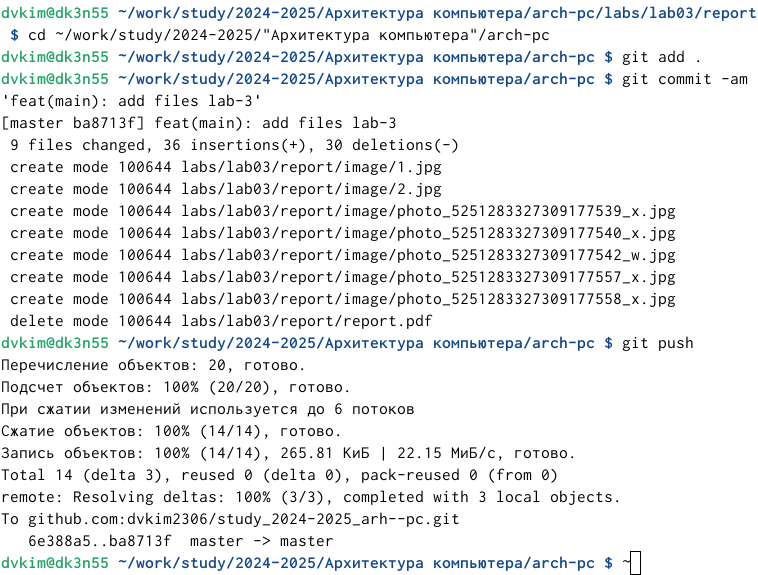 dvkim@dk3n55 ~/work/study/2024-2025/Архитектура компьютера/arch-pc/labs/lab03/report
$ cd ~/work/study/2024-2025/"Архитектура компьютера"/arch-pc
dvkim@dk3n55 ~/work/study/2024-2025/Архитектура компьютера/arch-pc $ git add .
dvkim@dk3n55 ~/work/study/2024-2025/Архитектура компьютера/arch-pc $ git commit -am
'feat(main): add files lab-3'
[master ba8713f] feat(main): add files lab-3
9 files changed, 36 insertions(+), 30 deletions(-)
create mode 100644 labs/lab03/report/image/1.jpg
create mode 100644 labs/lab03/report/image/2.jpg
create mode 100644 labs/lab03/report/image/photo_5251283327309177539_x.jpg
create mode 100644 labs/lab03/report/image/photo_5251283327309177540_x.jpg
create mode 100644 labs/lab03/report/image/photo_5251283327309177542_w.jpg
create mode 100644 labs/lab03/report/image/photo_5251283327309177557_x.jpg
create mode 100644 labs/lab03/report/image/photo_5251283327309177558_x.jpg
delete mode 100644 labs/lab03/report/report.pdf
dvkim@dk3n55 ~/work/study/2024-2025/Архитектура компьютера/arch-pc $ git push
Перечисление объектов: 20, готово.
Подсчет объектов: 100% (20/20), готово.
При сжатии изменений используется до 6 потоков
Сжатие объектов: 100% (14/14), готово.
Запись объектов: 100% (14/14), 265.81 КиБ | 22.15 МиБ/с, готово.
Total 14 (delta 3), reused 0 (delta 0), pack-reused 0 (from 0)
remote: Resolving deltas: 100% (3/3), completed with 3 local objects.
To github.com:dvkim2306/study_2024-2025_arh--pc.git
6e388a5..ba8713f  master -> master
dvkim@dk3n55 ~/work/study/2024-2025/Архитектура компьютера/arch-pc $ ~